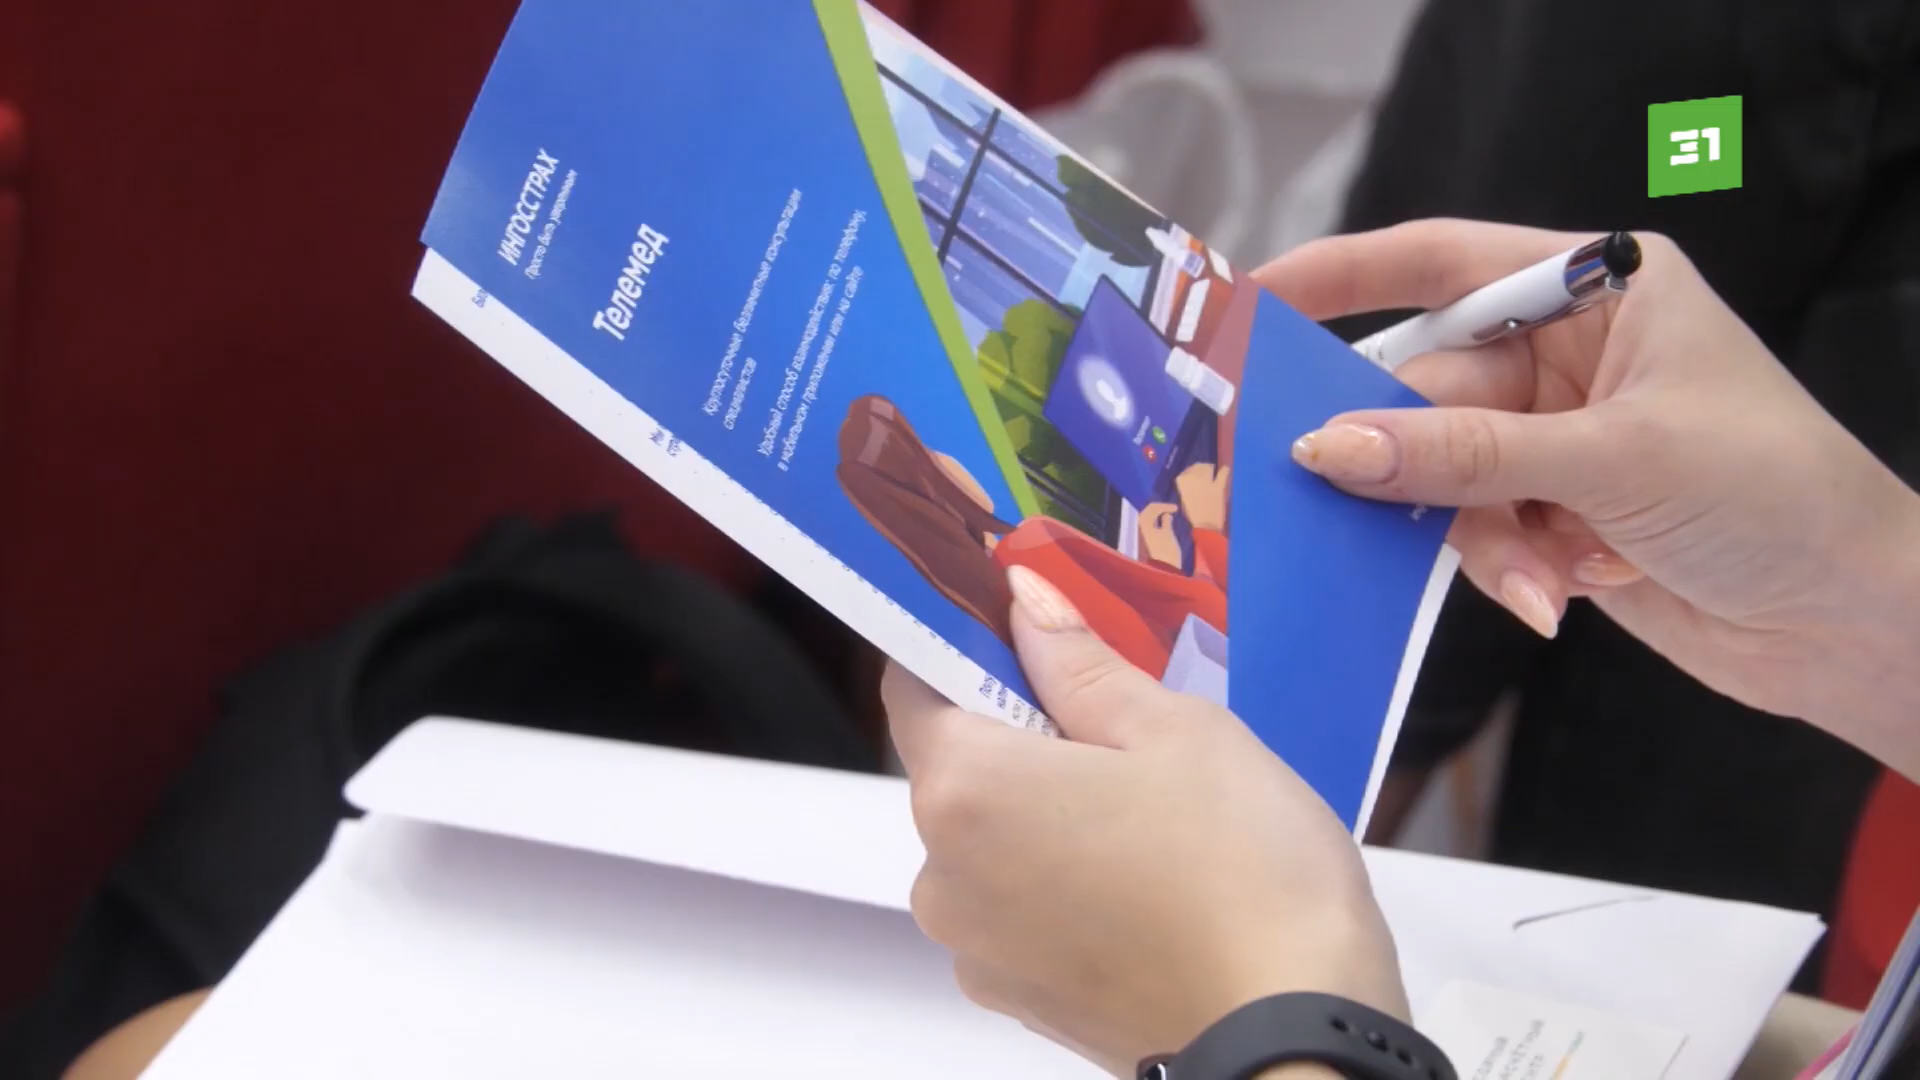 ИНГОССТРАХ
Просто быть уверенным
Телемед
Круглосуточные безлимитные консультации
специалистов
Удобный способ взаимодействия: по телефону,
в мобильном приложении или на сайте
31